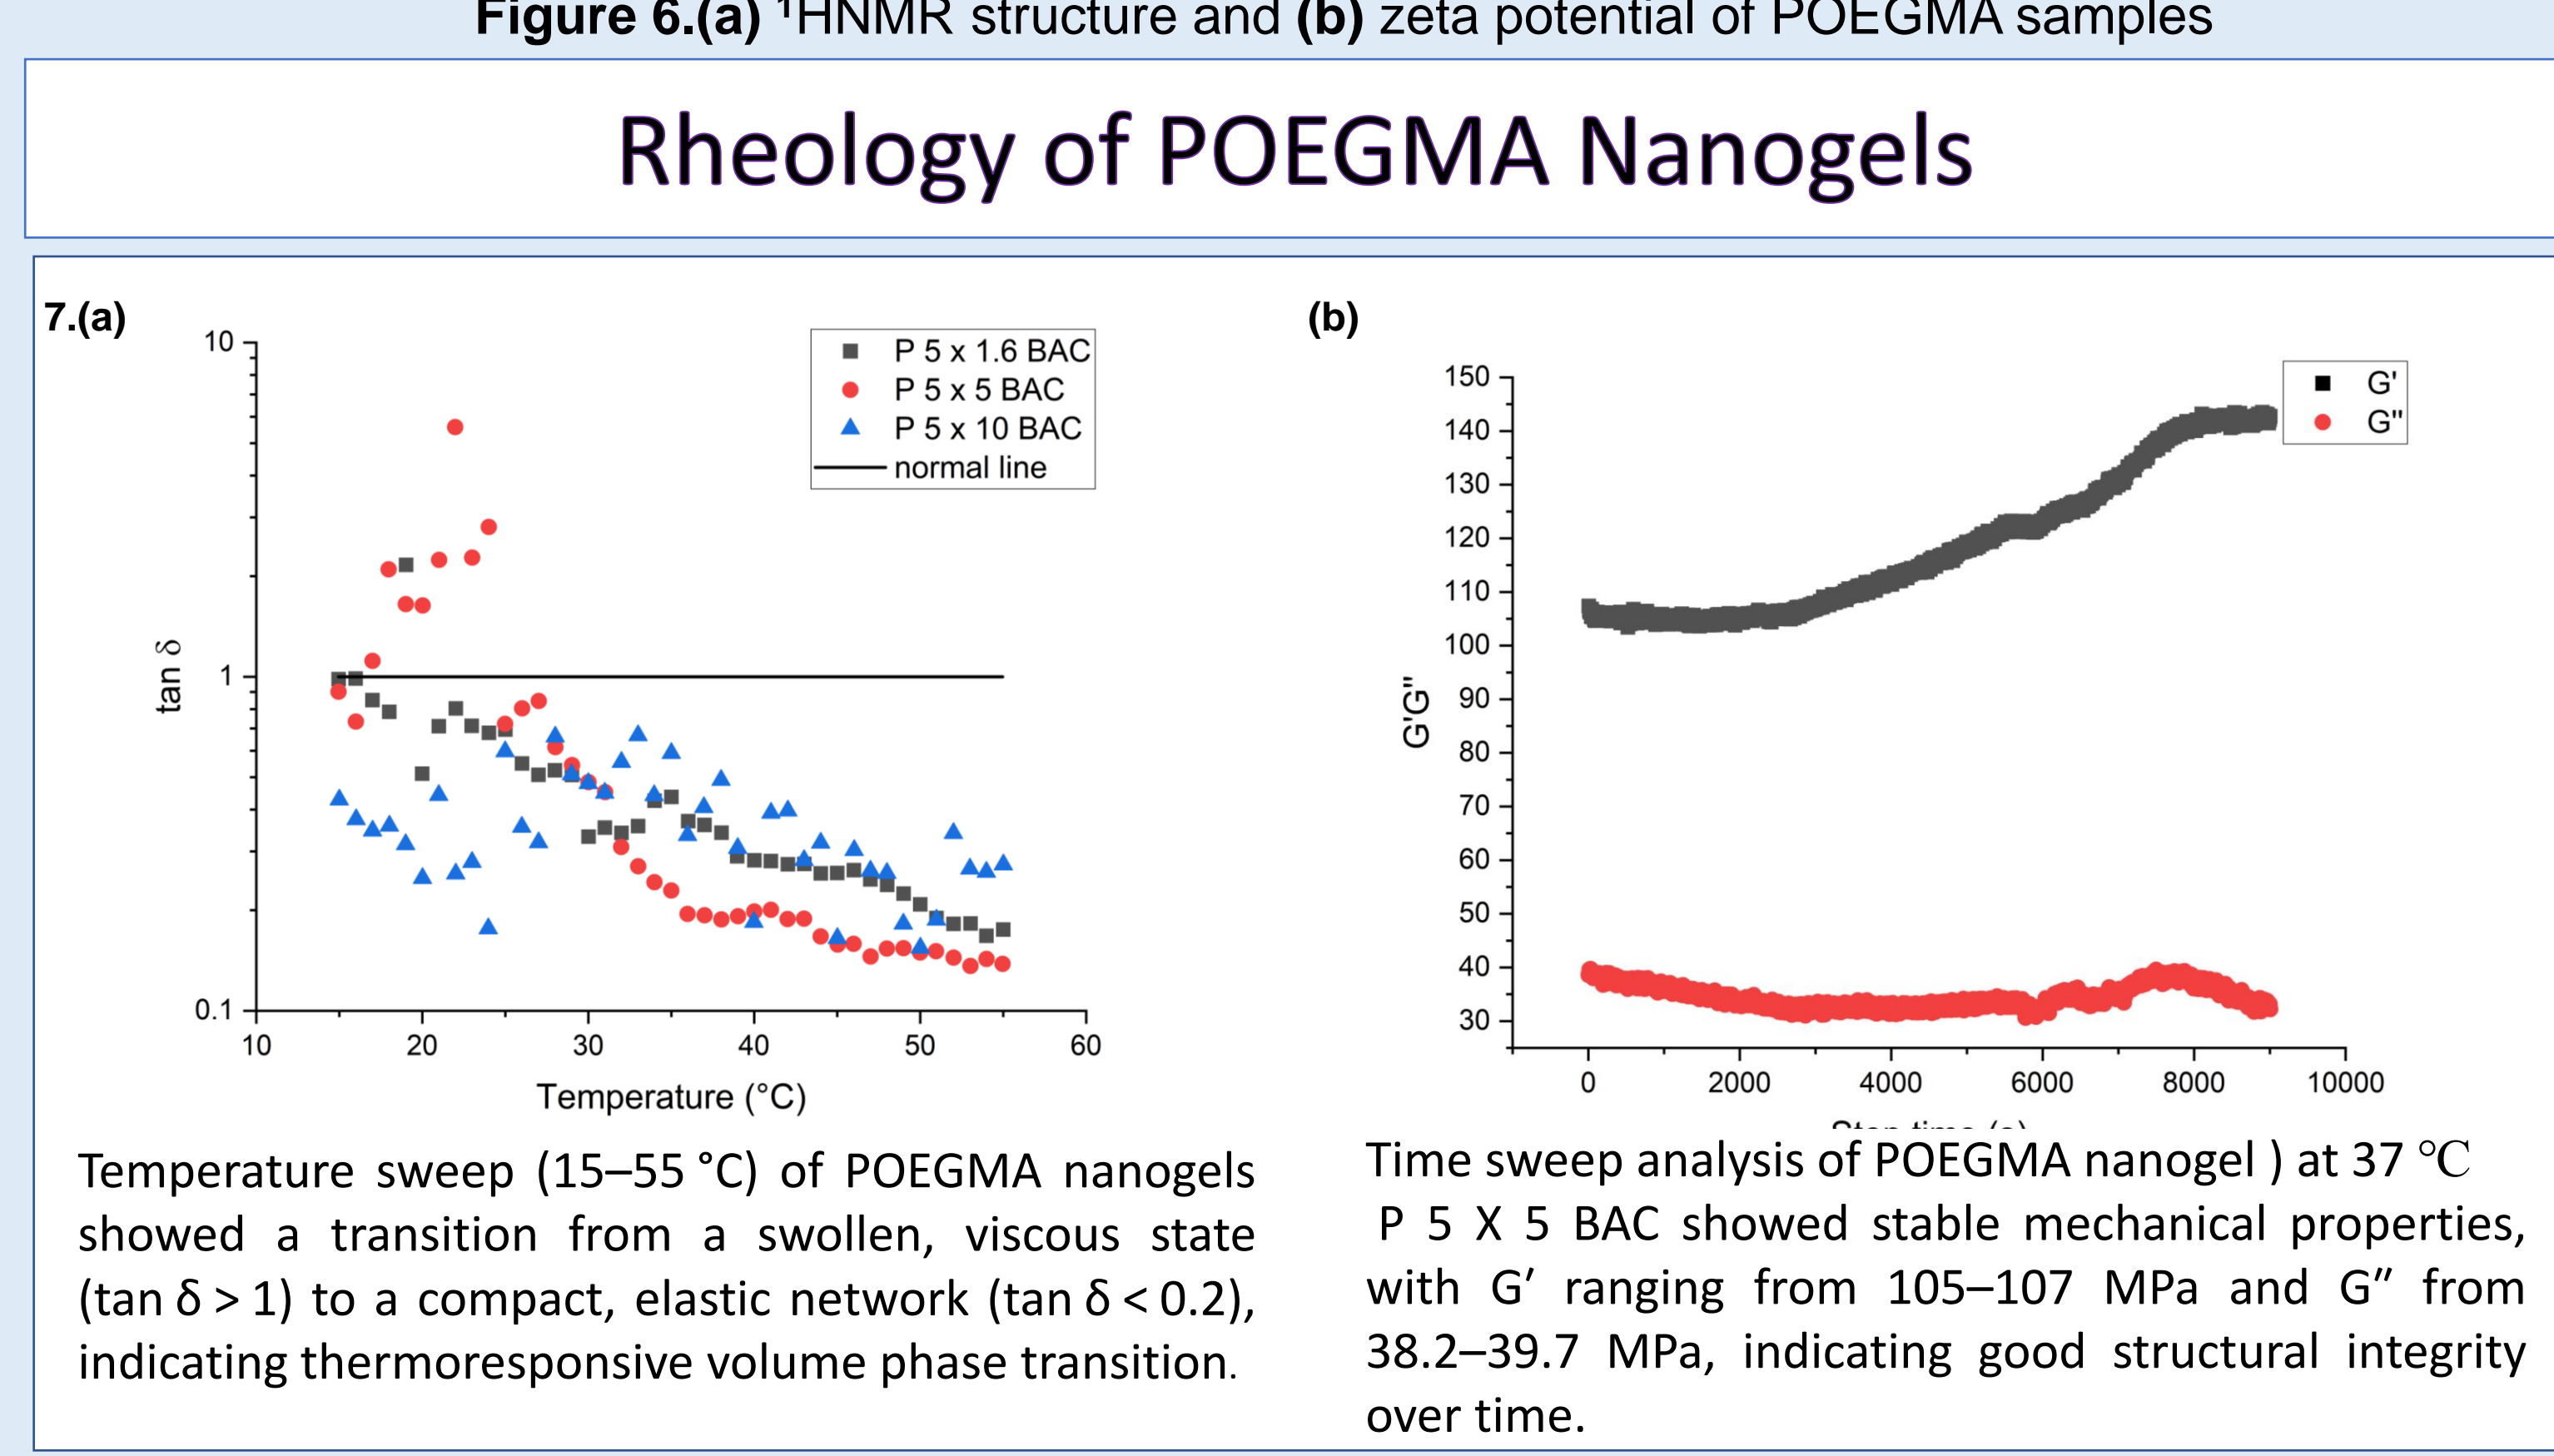 Figure 6.(a) ¹HNMR structure and (b) zeta potential of POEGMA samples
Rheology of POEGMA Nanogels
7.(a)
10
1
0.1
tan δ
P 5 x 1.6 BAC
P 5 x 5 BAC
P 5 x 10 BAC
normal line
10 20 30 40 50 60
Temperature (°C)
Temperature sweep (15–55 °C) of POEGMA nanogels
showed a transition from a swollen, viscous state
(tan δ > 1) to a compact, elastic network (tan δ < 0.2),
indicating thermoresponsive volume phase transition.
(b)
150
140
130
120
110
100
90
80
70
60
50
40
30
G'G"
G'
G"
0 2000 4000 6000 8000 10000
Time sweep analysis of POEGMA nanogel ) at 37 ℃
P 5 X 5 BAC showed stable mechanical properties,
with G′ ranging from 105–107 MPa and G″ from
38.2–39.7 MPa, indicating good structural integrity
over time.